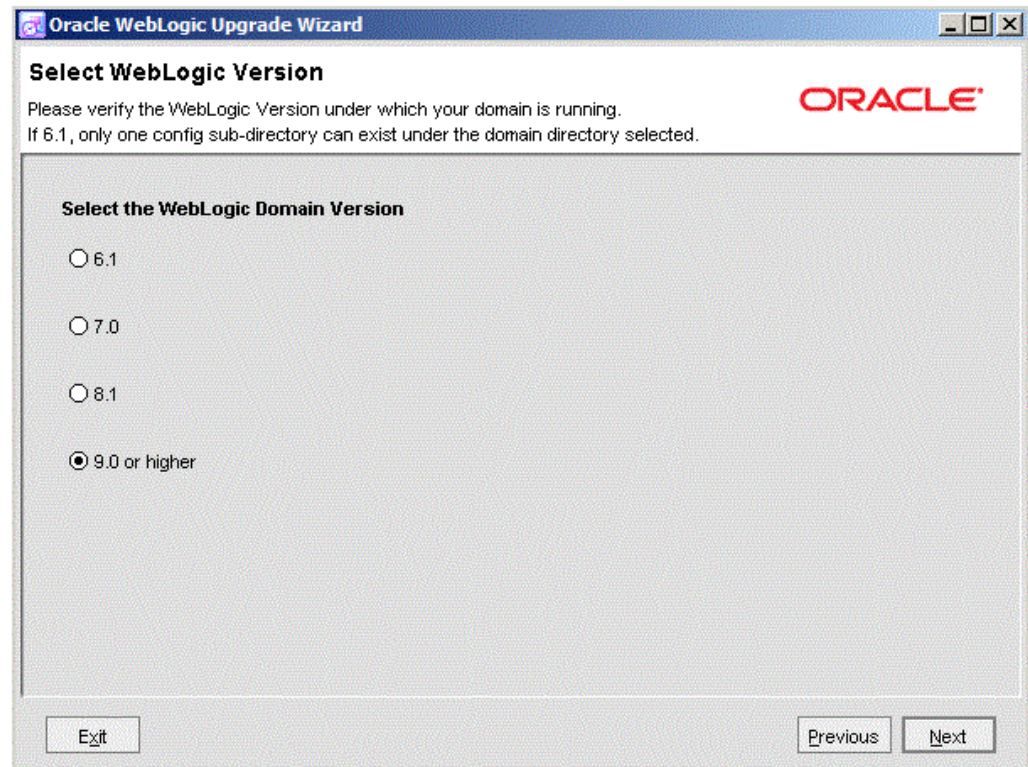 Oracle WebLogic Upgrade Wizard
Select WebLogic Version
Please verify the WebLogic Version under which your domain is running.
If 6.1, only one config sub-directory can exist under the domain directory selected.
ORACLE
Select the WebLogic Domain Version
6.1
7.0
8.1
9.0 or higher
Exit
Previous
Next